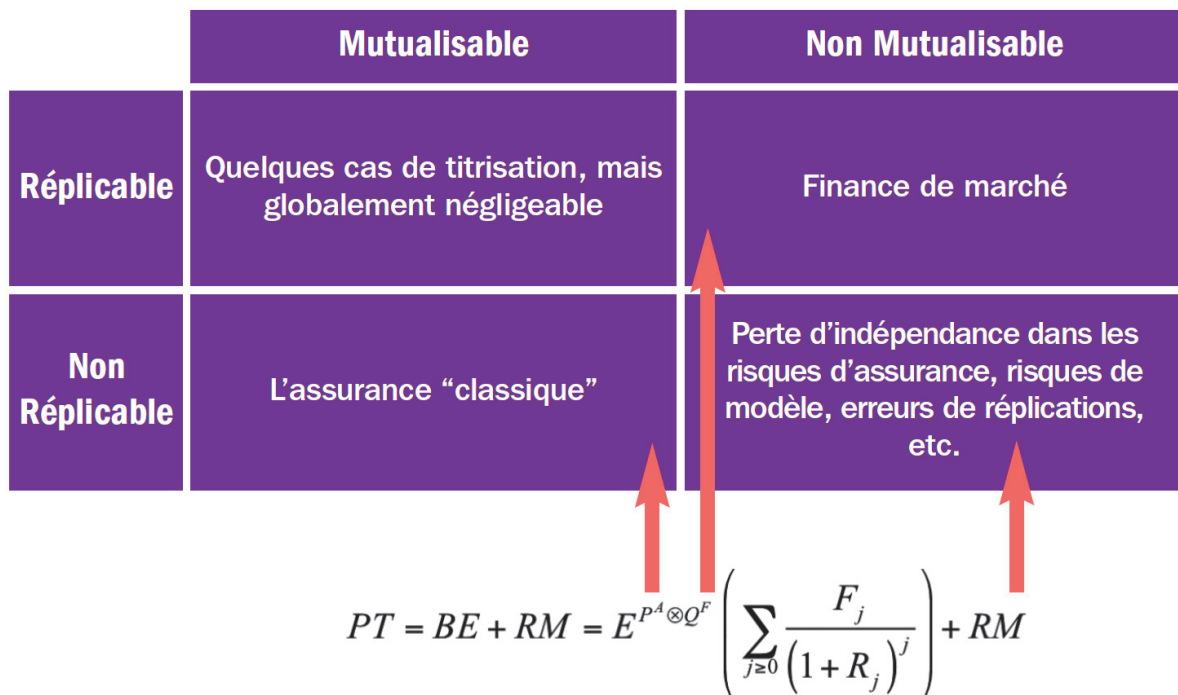 Mutualisable
Non Mutualisable
Réplicable
Quelques cas de titrisation, mais
globalement négligeable
Finance de marché
Non
Réplicable
L’assurance “classique”
Perte d’indépendance dans les
risques d’assurance, risques de
modèle, erreurs de réplications,
etc.
PT = BE + RM = E^{P^A ⊗ Q^F} ( ∑_{j≥0} F_j / (1 + R_j)^j ) + RM